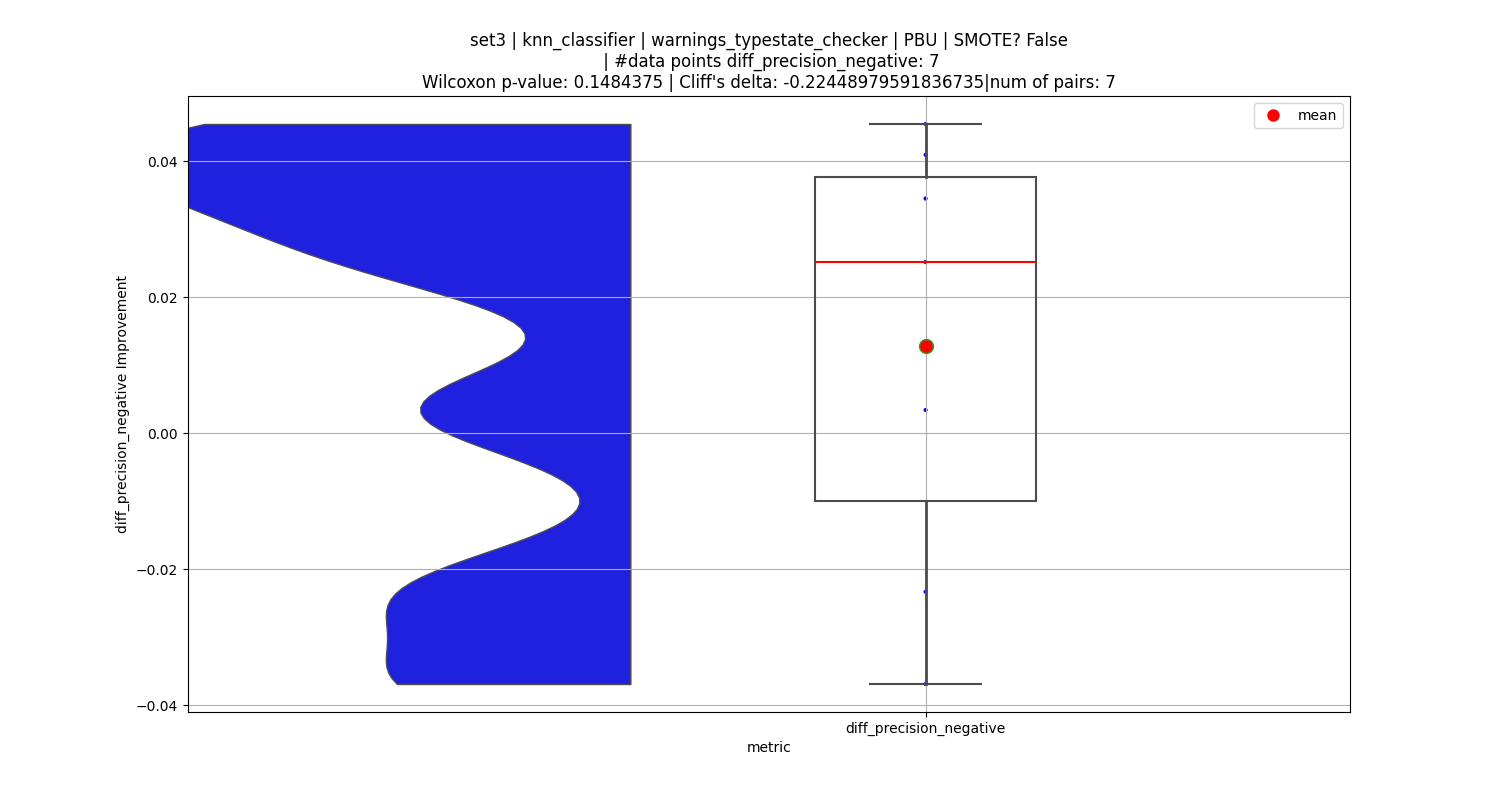 set3 | knn_classifier | warnings_typestate_checker | PBU | SMOTE? False
| #data points diff_precision_negative: 7
Wilcoxon p-value: 0.1484375 | Cliff's delta: -0.22448979591836735|num of pairs: 7
mean
0.04
0.02
0.00
−0.02
−0.04
diff_precision_negative Improvement
diff_precision_negative
metric